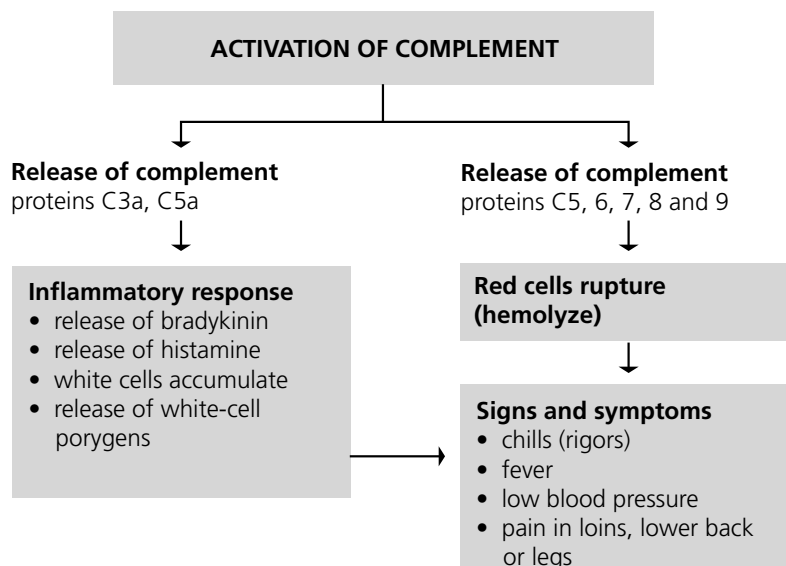 ACTIVATION OF COMPLEMENT
Release of complement
proteins C3a, C5a
Inflammatory response
• release of bradykinin
• release of histamine
• white cells accumulate
• release of white-cell
porygens
Release of complement
proteins C5, 6, 7, 8 and 9
Red cells rupture
(hemolyze)
Signs and symptoms
• chills (rigors)
• fever
• low blood pressure
• pain in loins, lower back
or legs